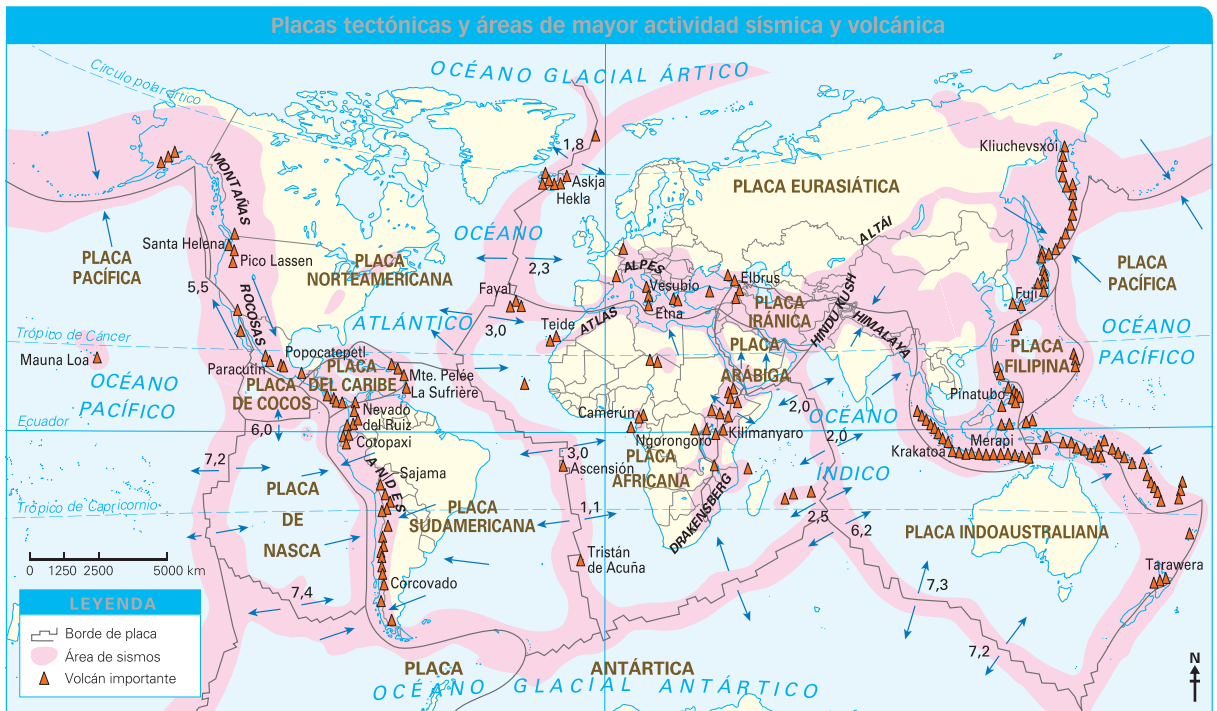 Placas tectónicas y áreas de mayor actividad sísmica y volcánica
OCÉANO GLACIAL ÁRTICO
Círculo polar ártico
1,8
Kliuchevsxói
MONTAÑAS
Askja
Hekla
PLACA EURASIÁTICA
ALTÁI
OCÉANO
Santa Helena
Pico Lassen
PLACA
PACÍFICA
PLACA
NORTEAMERICANA
2,3
ALPES
Vesubio
Elbrus
PLACA
PACÍFICA
5,5
ROCOSAS
Fayal
Etna
PLACA
IRÁNICA
HINDU KUSH
HIMALAYA
Fuji
ATLÁNTICO
3,0
Teide
ATLAS
Trópico de Cáncer
Mauna Loa
OCÉANO
PACÍFICO
Popocatepetl
Paracutín
PLACA
DEL CARIBE
Mte. Pelée
La Sufrière
PLACA
ARÁBIGA
PLACA
FILIPINA
OCÉANO
PACÍFICO
PLACA
DE COCOS
Pinatubo
2,0
OCÉANO
Ecuador
6,0
Nevado
del Ruiz
Cotopaxi
Camerún
Ngorongoro
Kilimanyaro
2,0
Krakatoa
Merapi
7,2
ANDES
Sajama
3,0
Ascensión
PLACA
AFRICANA
ÍNDICO
PLACA
DE
NASCA
Trópico de Capricornio
PLACA
SUDAMERICANA
1,1
DRAKENSBERG
2,5
6,2
PLACA INDOAUSTRALIANA
Tristán
de Acuña
Tarawera
0 1250 2500 5000 km
Corcovado
7,4
7,3
7,2
LEYENDA
Borde de placa
Área de sismos
Volcán importante
PLACA ANTÁRTICA
OCÉANO GLACIAL ANTÁRTICO
N